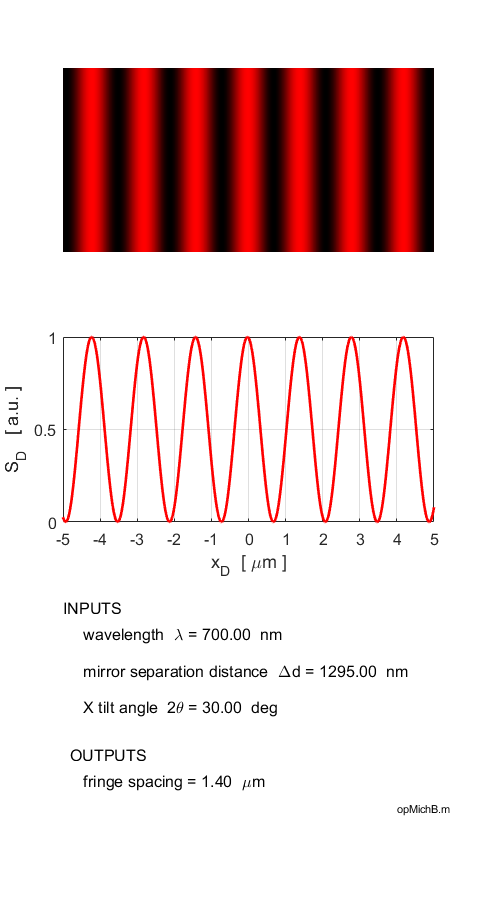 1
0.5
0
S_D [ a.u. ]
-5 -4 -3 -2 -1 0 1 2 3 4 5
x_D [ μm ]
INPUTS
wavelength λ = 700.00 nm
mirror separation distance Δd = 1295.00 nm
X tilt angle 2θ = 30.00 deg
OUTPUTS
fringe spacing = 1.40 μm
opMichB.m